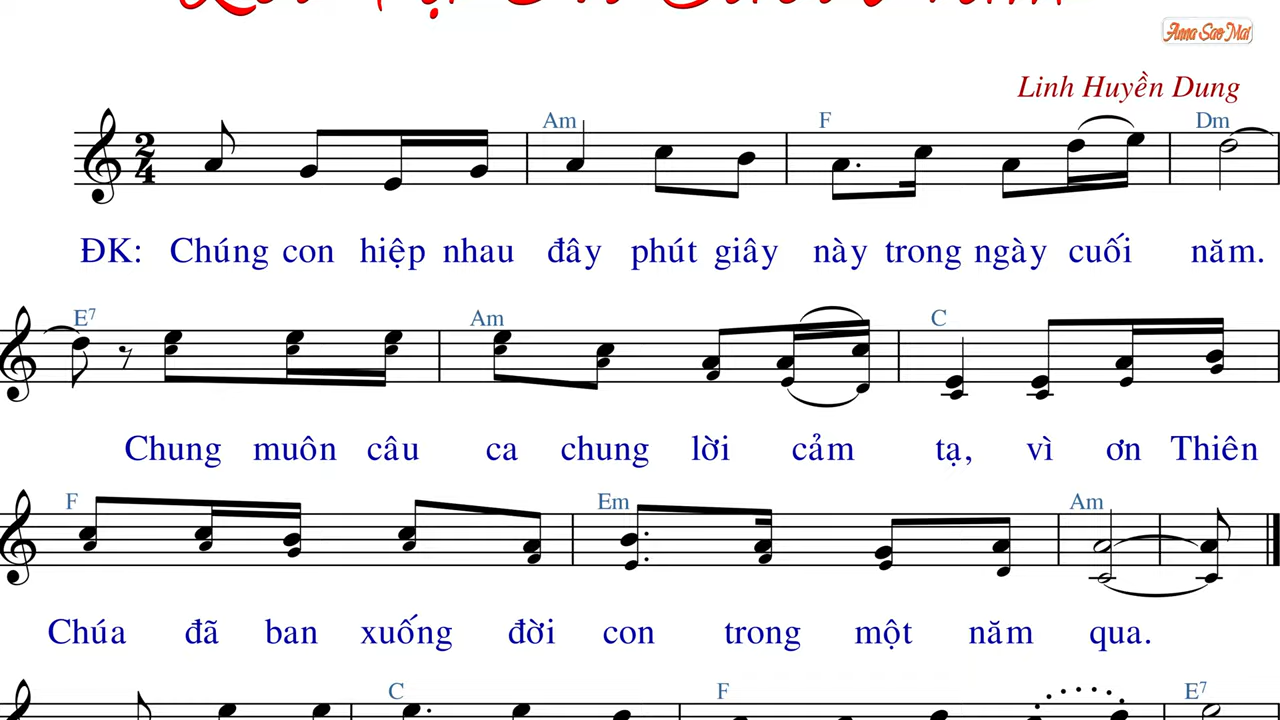 Anna Sao Mai
Linh Huyền Dung
Am F Dm
2
4
ĐK: Chúng con hiệp nhau đây phút giây này trong ngày cuối năm.
E7 Am C
Chung muôn câu ca chung lời cảm tạ, vì ơn Thiên
F Em Am
Chúa đã ban xuống đời con trong một năm qua.
C F E7